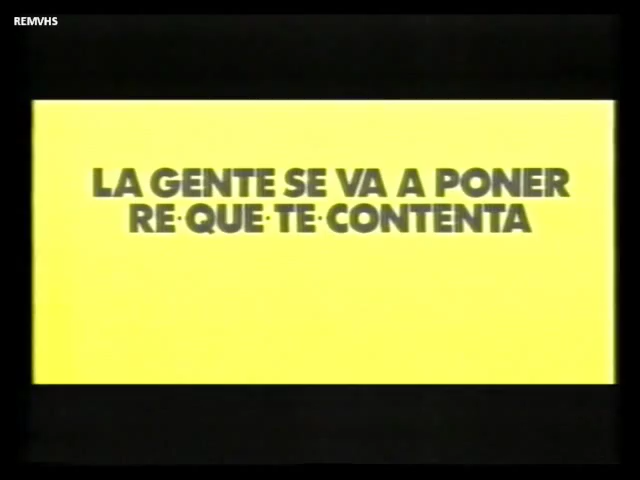 REMVHS
LA GENTE SE VA A PONER
RE·QUE·TE·CONTENTA